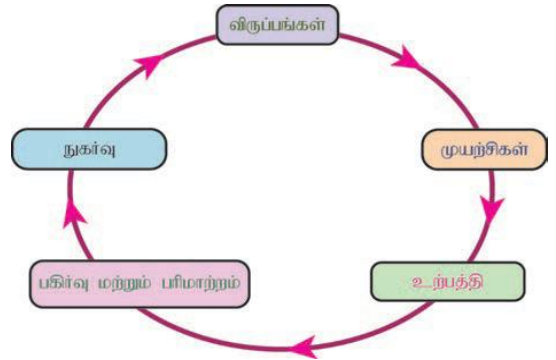 விருப்பங்கள்
முயற்சிகள்
உற்பத்தி
பகிர்வு மற்றும் பரிமாற்றம்
நுகர்வு